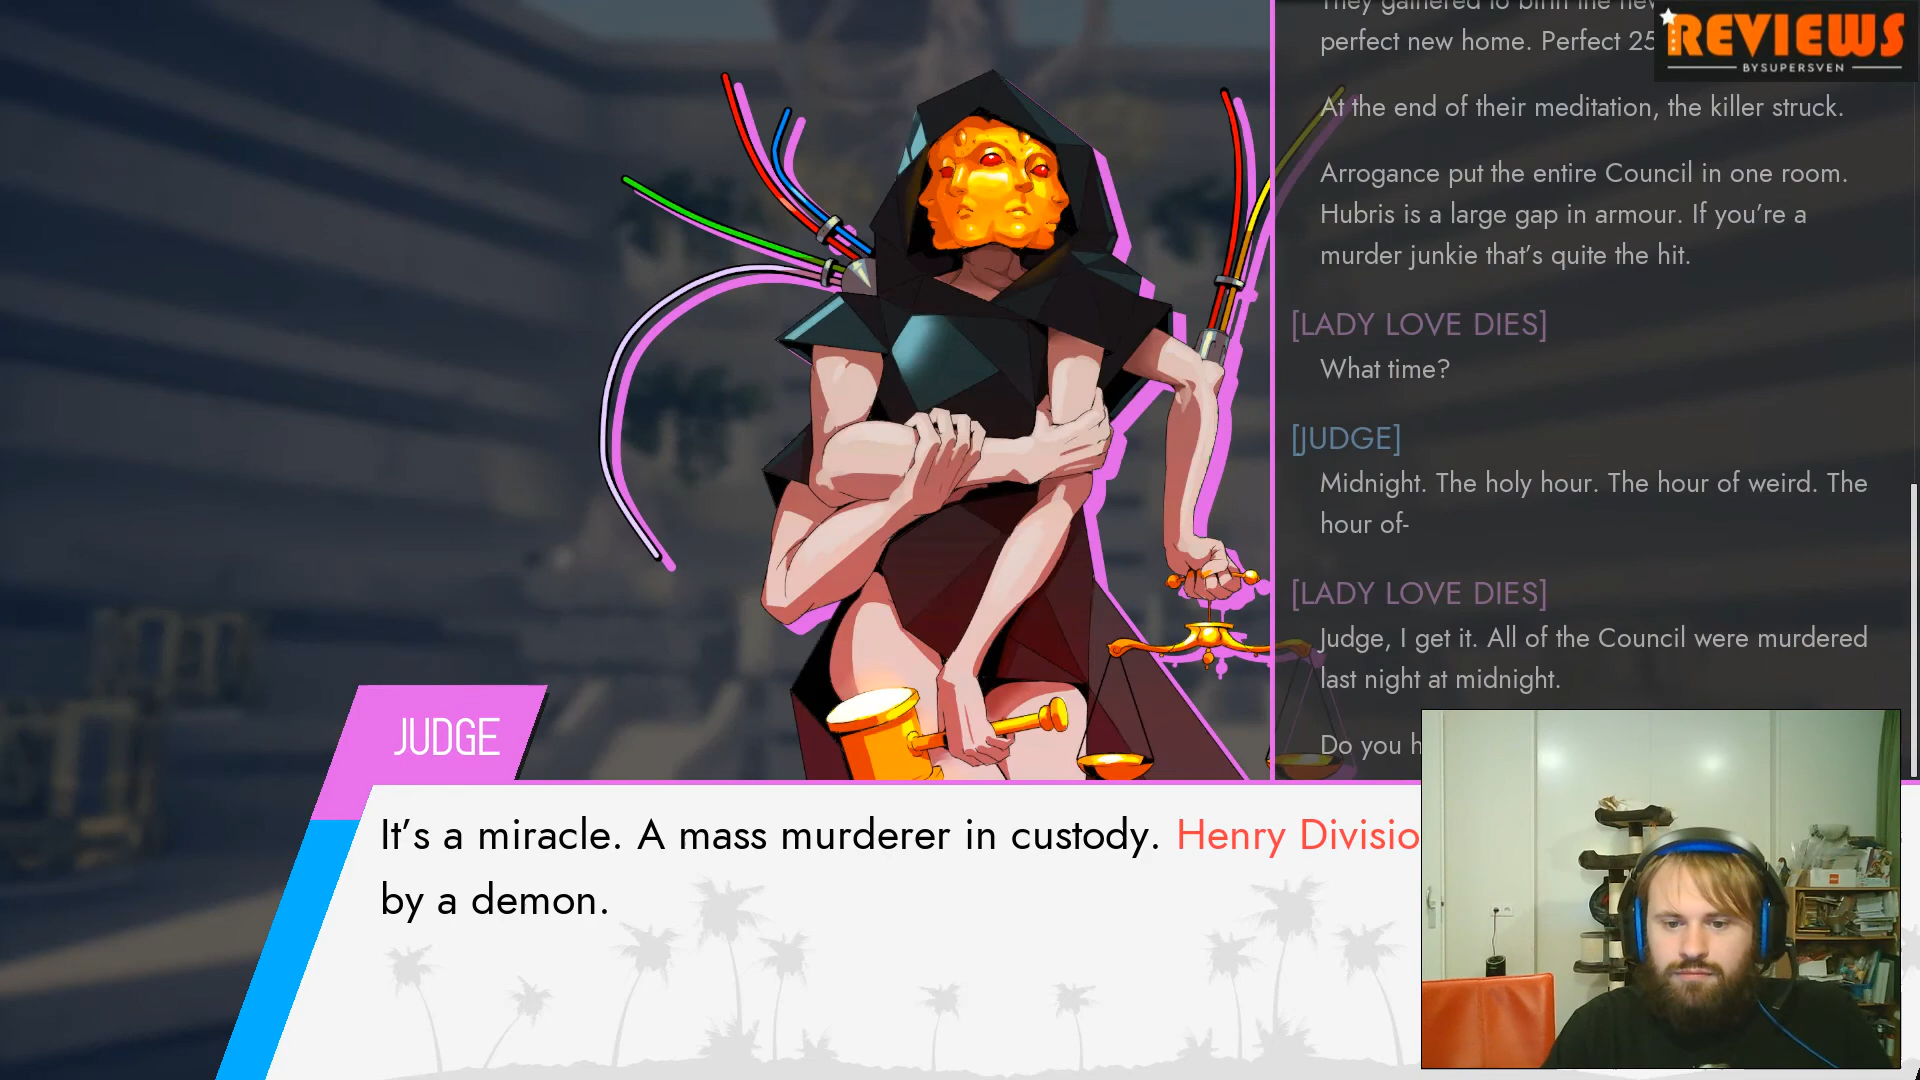 perfect new home. Perfect 25
REVIEWS
BYSUPERSVEN
At the end of their meditation, the killer struck.
Arrogance put the entire Council in one room.
Hubris is a large gap in armour. If you’re a
murder junkie that’s quite the hit.
[LADY LOVE DIES]
What time?
[JUDGE]
Midnight. The holy hour. The hour of weird. The
hour of-
[LADY LOVE DIES]
Judge, I get it. All of the Council were murdered
last night at midnight.
Do you h
JUDGE
It’s a miracle. A mass murderer in custody. Henry Divisio
by a demon.